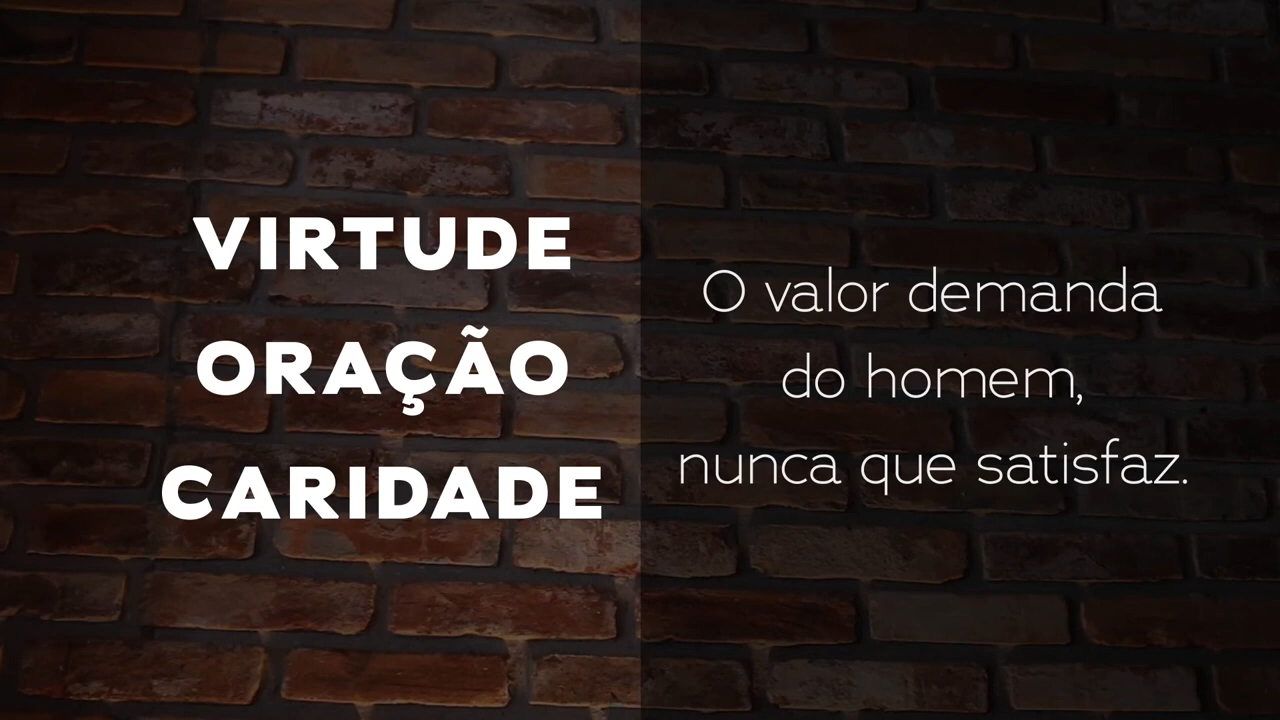 VIRTUDE
ORAÇÃO
CARIDADE
O valor demanda
do homem,
nunca que satisfaz.